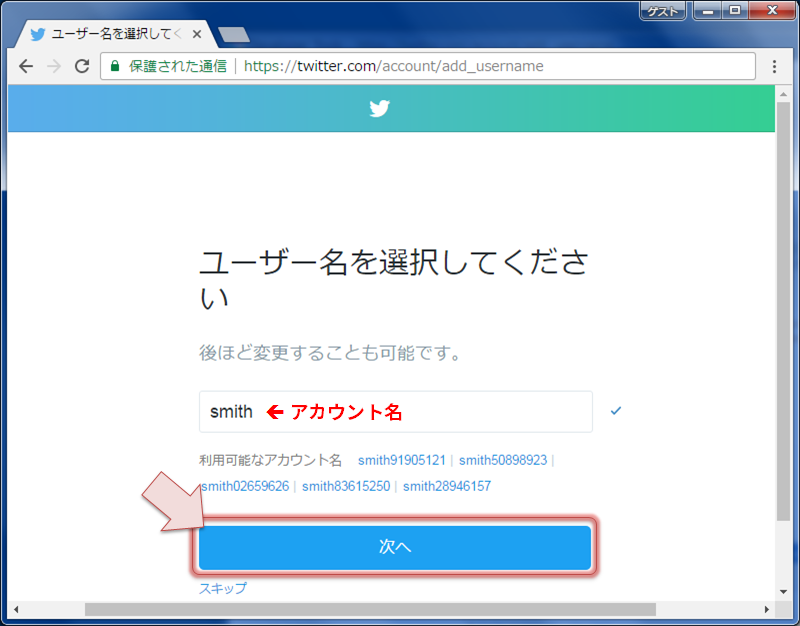 ゲスト
ユーザー名を選択して
保護された通信 | https://twitter.com/account/add_username
ユーザー名を選択してくださ
い
後ほど変更することも可能です。
smith ← アカウント名
利用可能なアカウント名 smith91905121 | smith50898923 |
smith02659626 | smith83615250 | smith28946157
次へ
スキップ